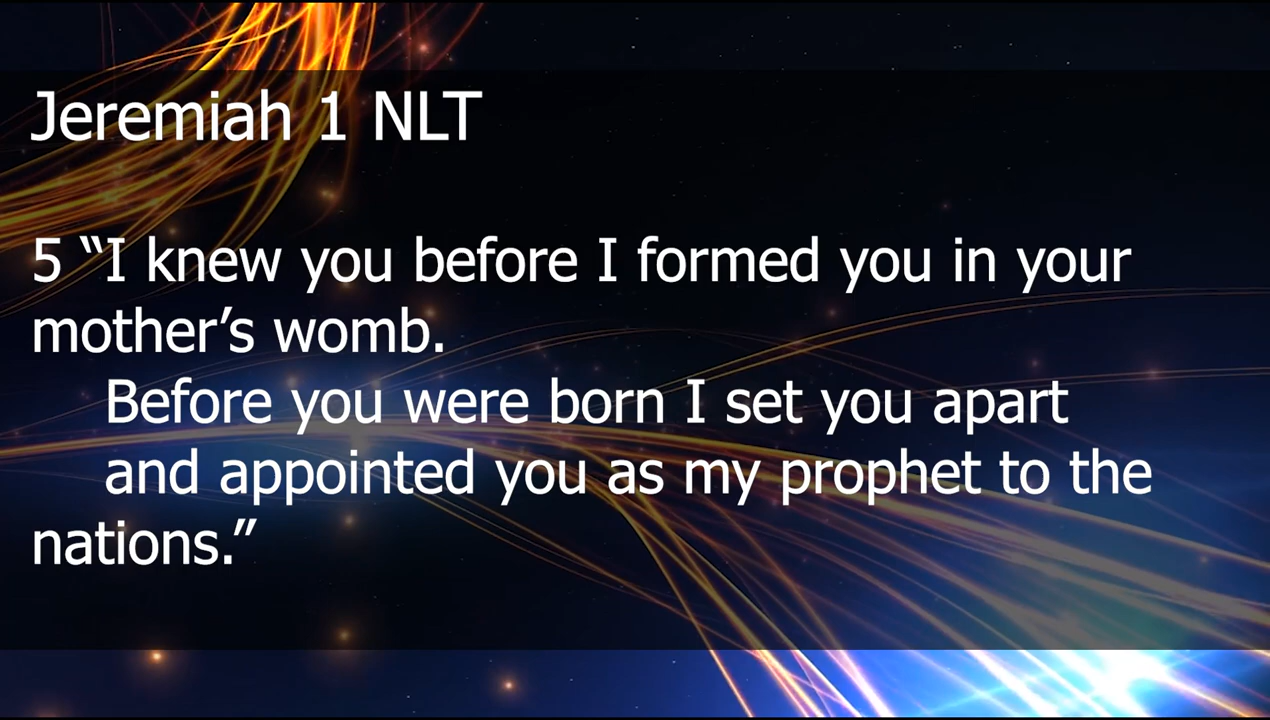 Jeremiah 1 NLT
5 “I knew you before I formed you in your
mother’s womb.
Before you were born I set you apart
and appointed you as my prophet to the
nations.”